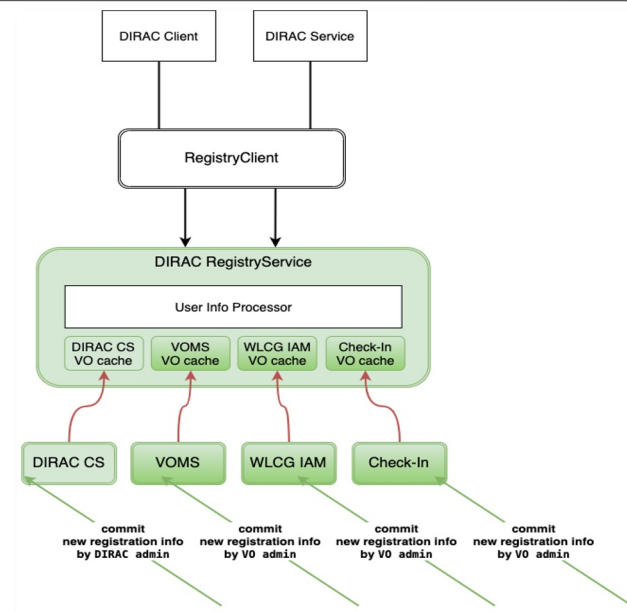 DIRAC Client
DIRAC Service
RegistryClient
DIRAC RegistryService
User Info Processor
DIRAC CS
VO cache
VOMS
VO cache
WLCG IAM
VO cache
Check-In
VO cache
DIRAC CS
VOMS
WLCG IAM
Check-In
commit
new registration info
by DIRAC admin
commit
new registration info
by VO admin
commit
new registration info
by VO admin
commit
new registration info
by VO admin